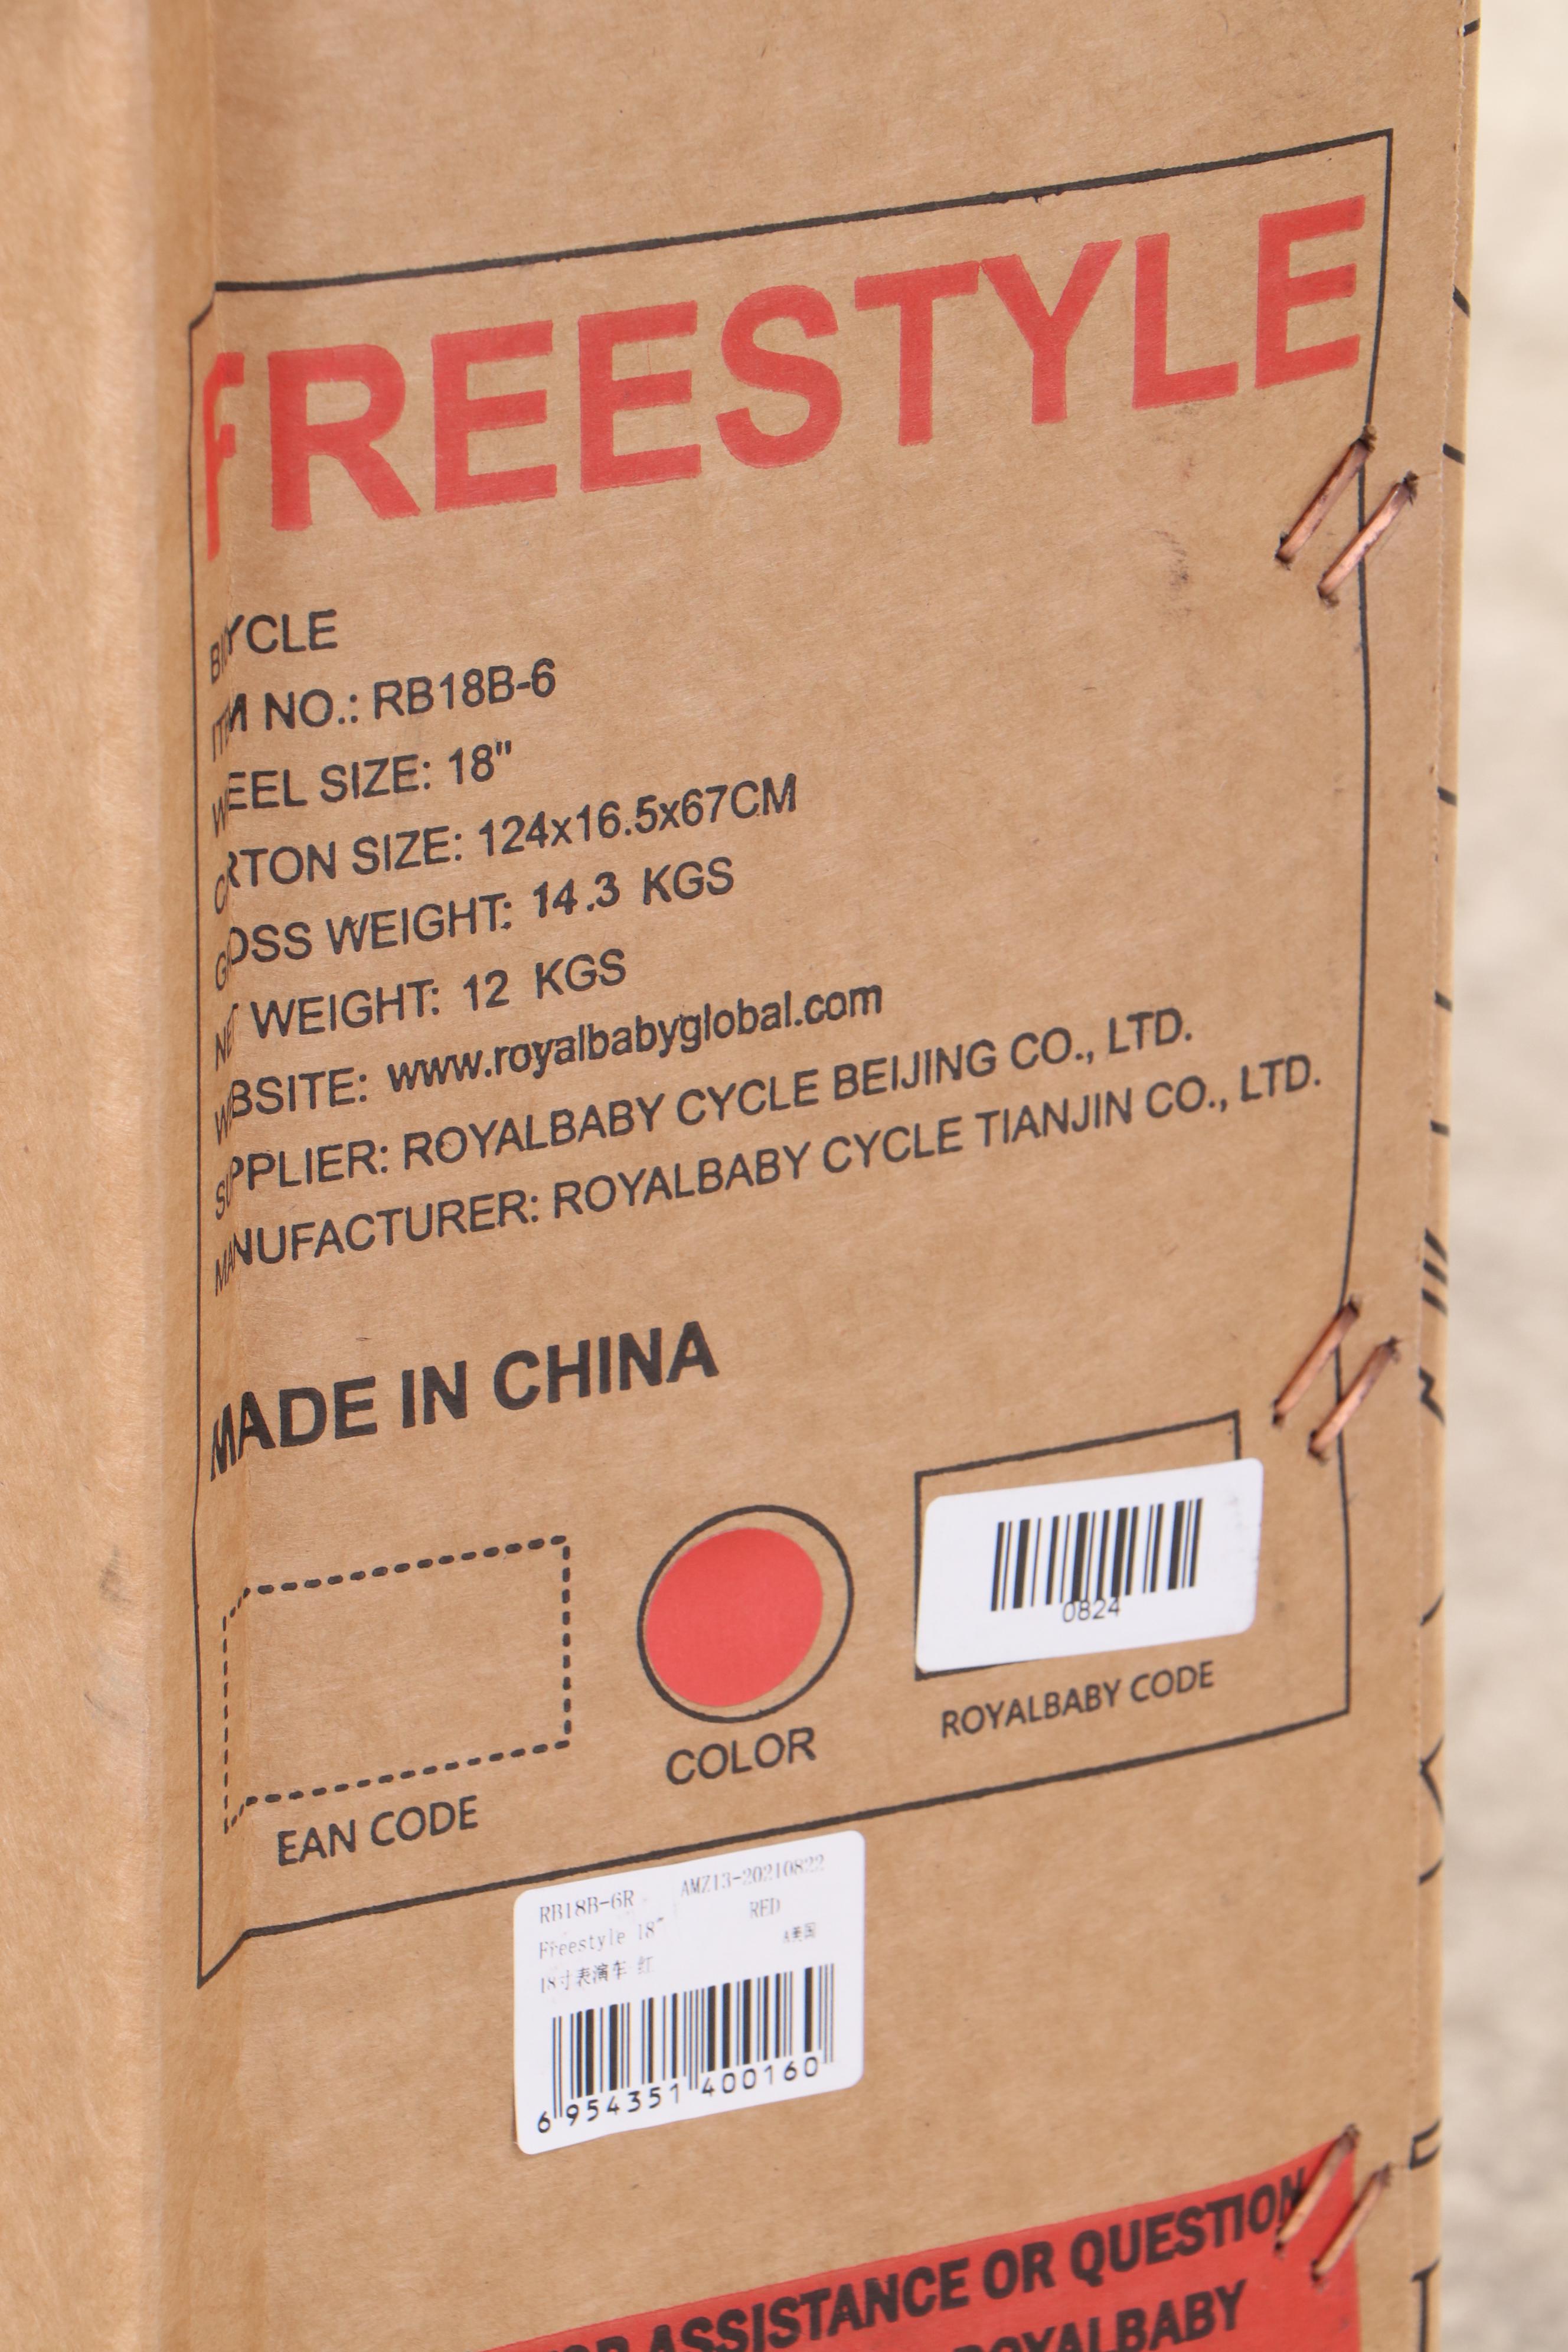 FREESTYLE
BICYCLE
ITEM NO.: RB18B-6
WHEEL SIZE: 18"
CARTON SIZE: 124x16.5x67CM
GROSS WEIGHT: 14.3 KGS
NET WEIGHT: 12 KGS
WEBSITE: www.royalbabyglobal.com
SUPPLIER: ROYALBABY CYCLE BEIJING CO., LTD.
MANUFACTURER: ROYALBABY CYCLE TIANJIN CO., LTD.
MADE IN CHINA
0824
EAN CODE
COLOR
ROYALBABY CODE
RB18B-6R AMZ13-20210822
Freestyle 18" RED
A美国
18寸表演车 红
6 954351 400160
ASSISTANCE OR QUESTION
ROYALBABY